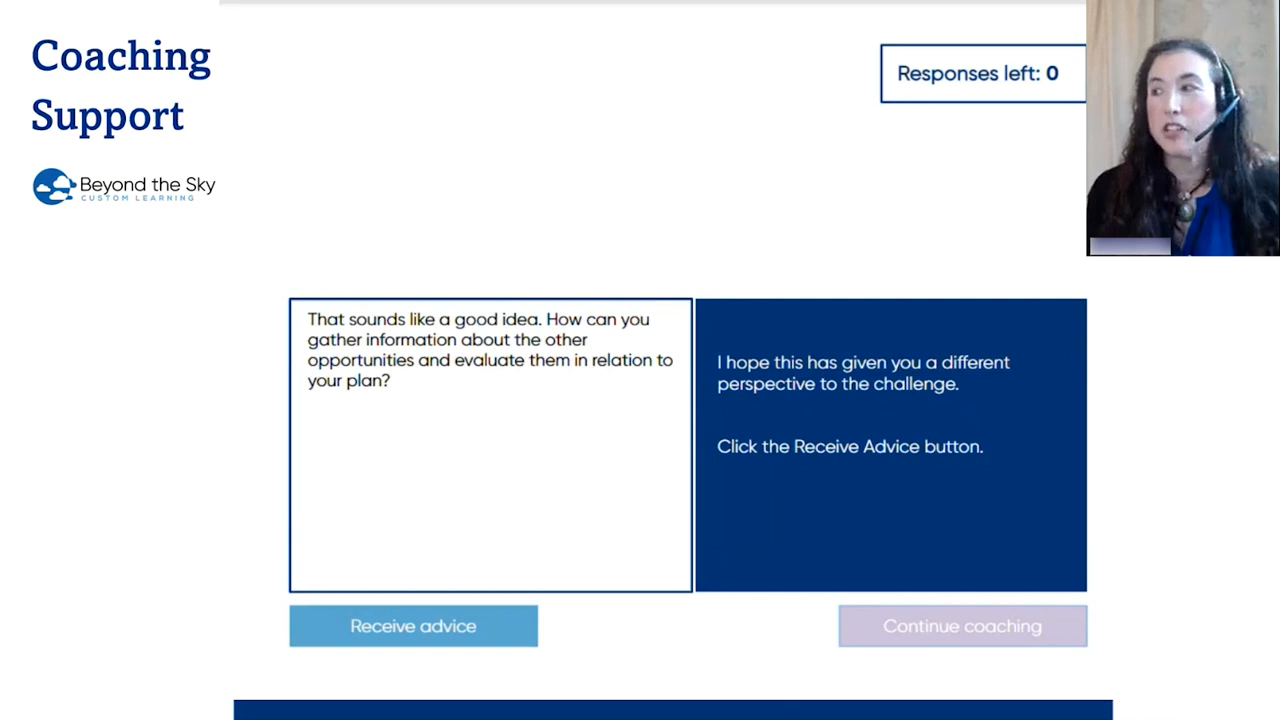 Coaching
Support
Beyond the Sky
CUSTOM LEARNING
Responses left: 0
That sounds like a good idea. How can you
gather information about the other
opportunities and evaluate them in relation to
your plan?
I hope this has given you a different
perspective to the challenge.
Click the Receive Advice button.
Receive advice
Continue coaching